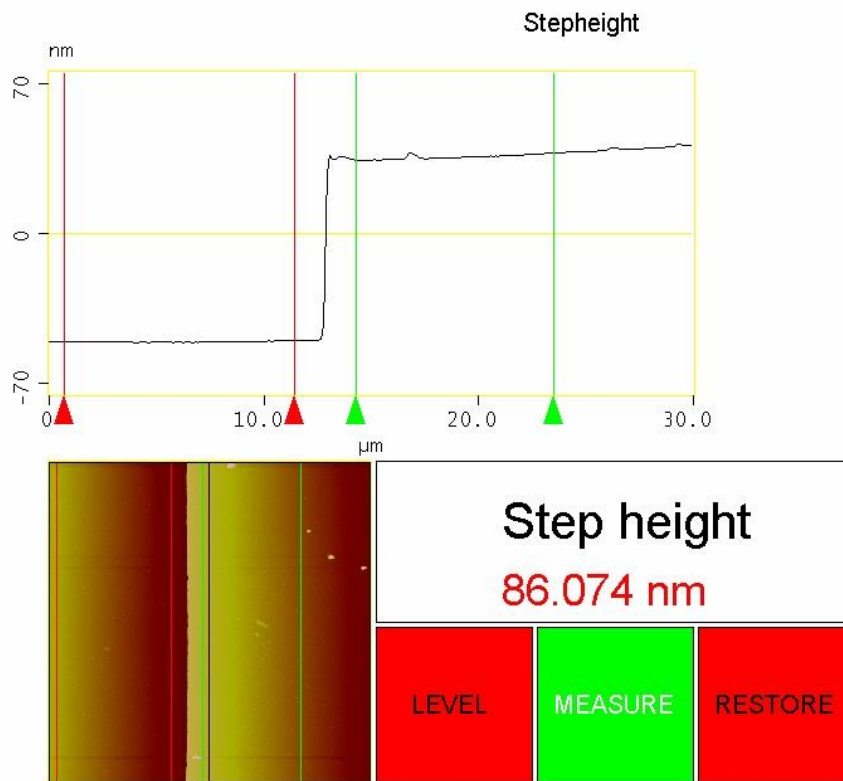 Stepheight
nm
70
0
-70
0
10.0
20.0
30.0
µm
Step height
86.074 nm
LEVEL
MEASURE
RESTORE